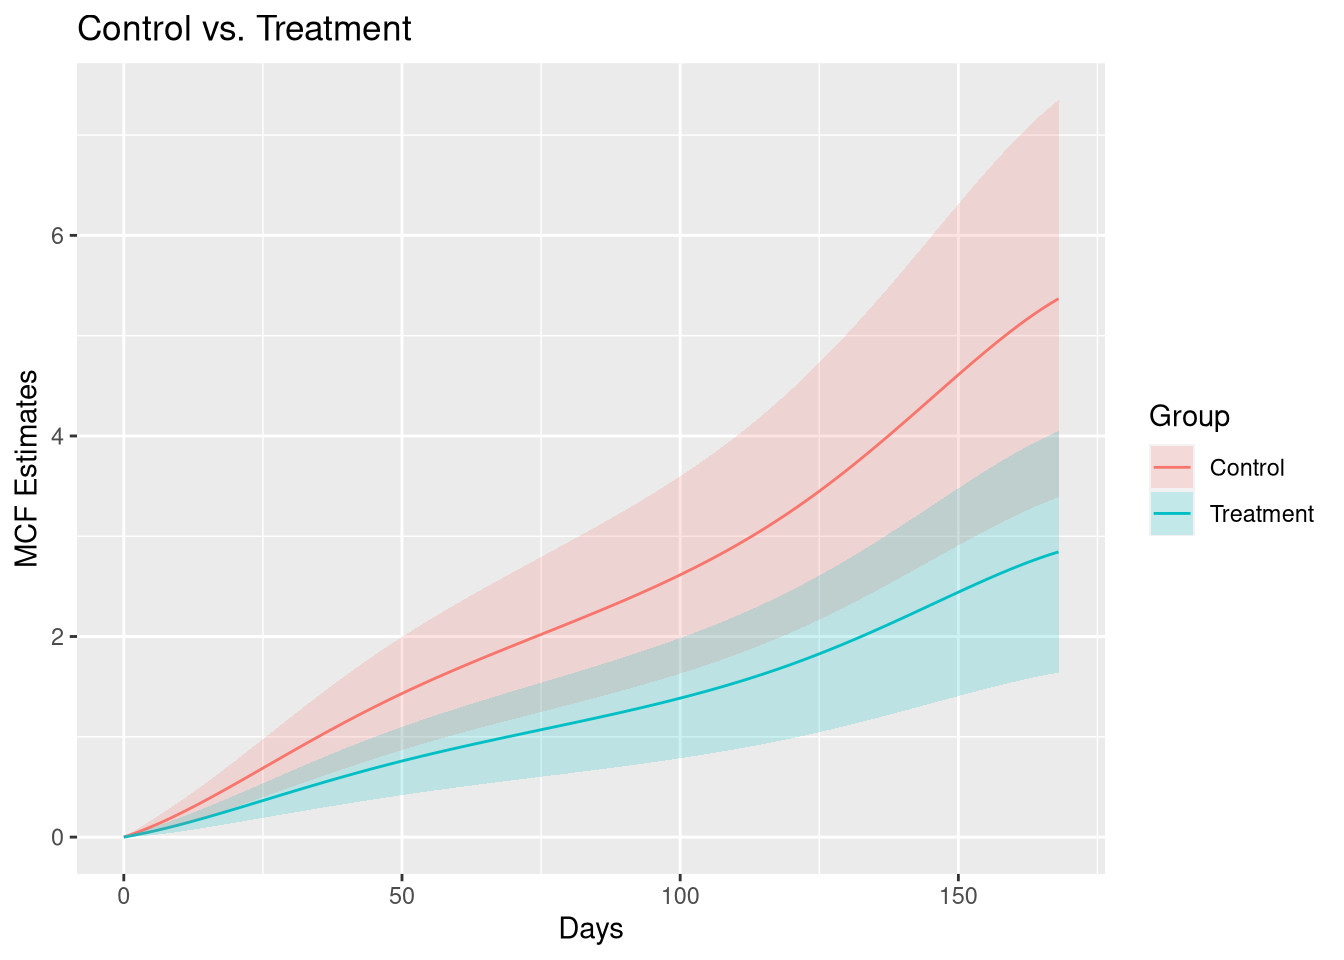 Control vs. Treatment
MCF Estimates
6
4
2
0
0 50 100 150
Days
Group
Control
Treatment